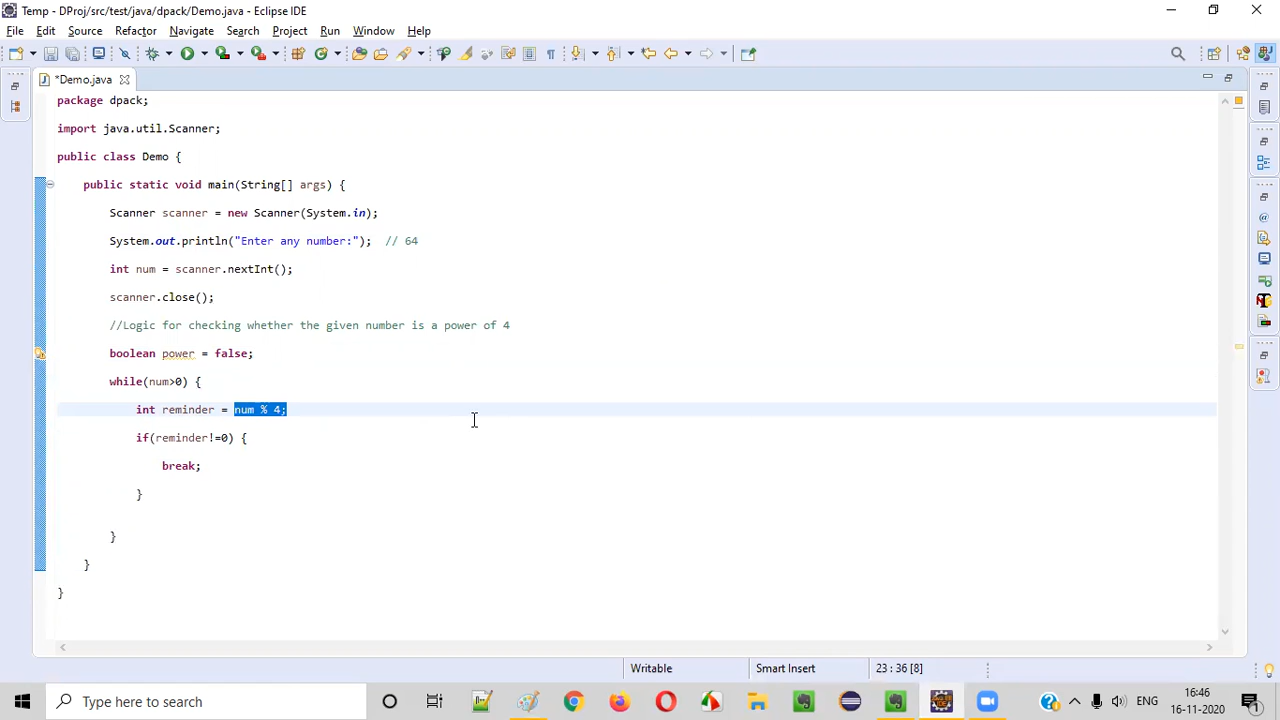 Temp - DProj/src/test/java/dpack/Demo.java - Eclipse IDE
File Edit Source Refactor Navigate Search Project Run Window Help
*Demo.java
package dpack;
import java.util.Scanner;
public class Demo {
public static void main(String[] args) {
Scanner scanner = new Scanner(System.in);
System.out.println("Enter any number:"); // 64
int num = scanner.nextInt();
scanner.close();
//Logic for checking whether the given number is a power of 4
boolean power = false;
while(num>0) {
int reminder = num % 4;
if(reminder!=0) {
break;
}
}
}
}
Writable Smart Insert 23 : 36 [8]
Type here to search
ENG
16:46
16-11-2020